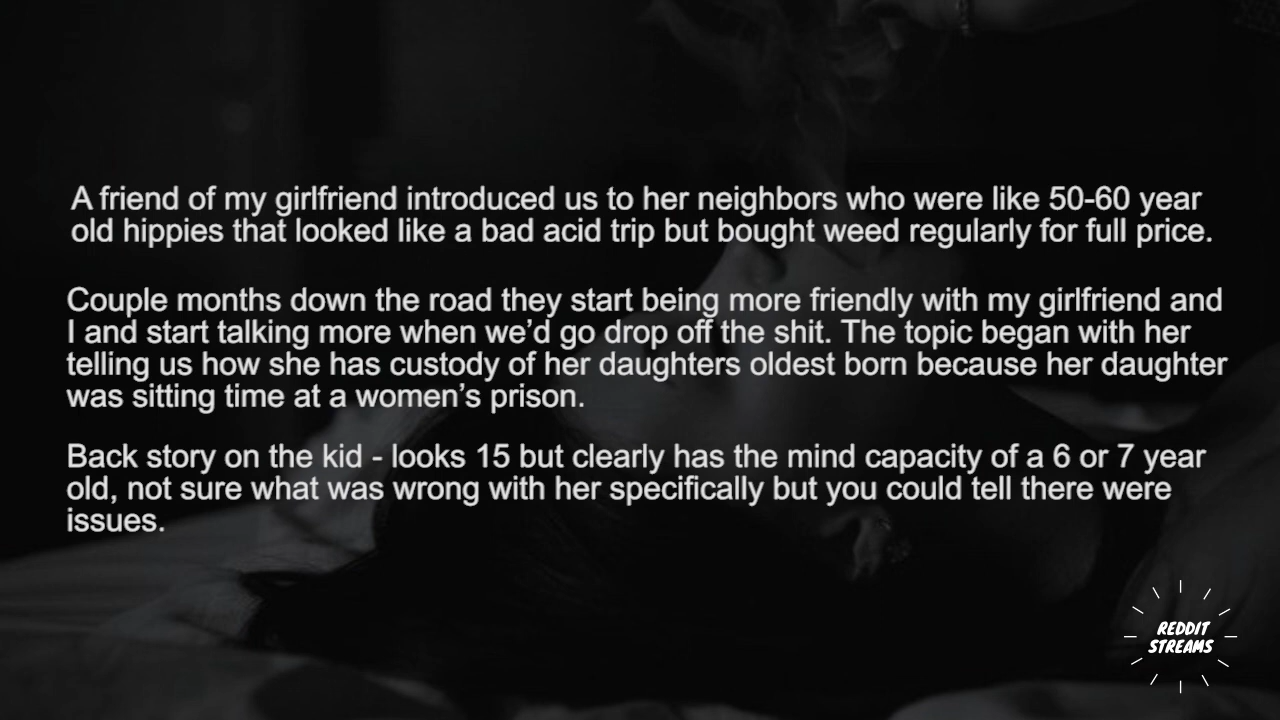 A friend of my girlfriend introduced us to her neighbors who were like 50-60 year
old hippies that looked like a bad acid trip but bought weed regularly for full price.
Couple months down the road they start being more friendly with my girlfriend and
I and start talking more when we’d go drop off the shit. The topic began with her
telling us how she has custody of her daughters oldest born because her daughter
was sitting time at a women’s prison.
Back story on the kid - looks 15 but clearly has the mind capacity of a 6 or 7 year
old, not sure what was wrong with her specifically but you could tell there were
issues.
REDDIT
STREAMS